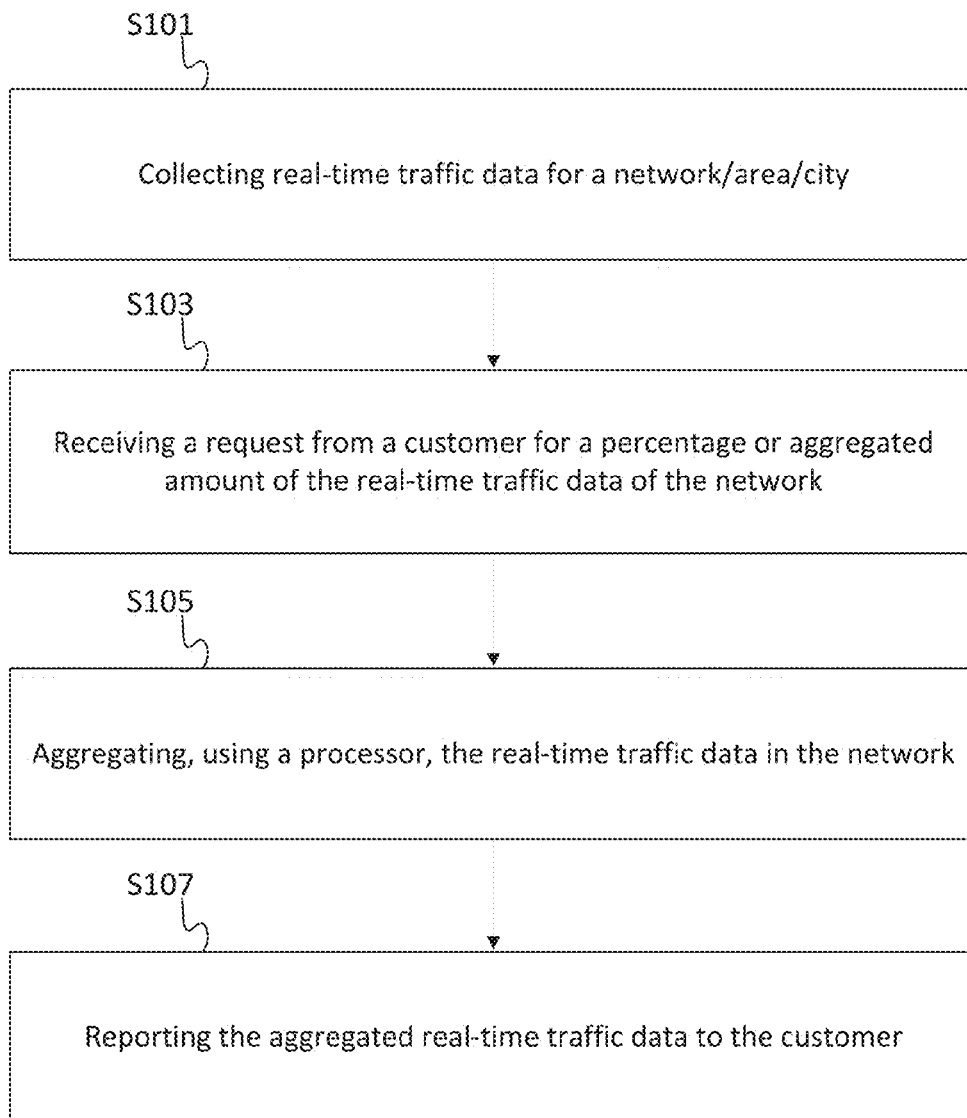 S101
Collecting real-time traffic data for a network/area/city
S103
Receiving a request from a customer for a percentage or aggregated
amount of the real-time traffic data of the network
S105
Aggregating, using a processor, the real-time traffic data in the network
S107
Reporting the aggregated real-time traffic data to the customer